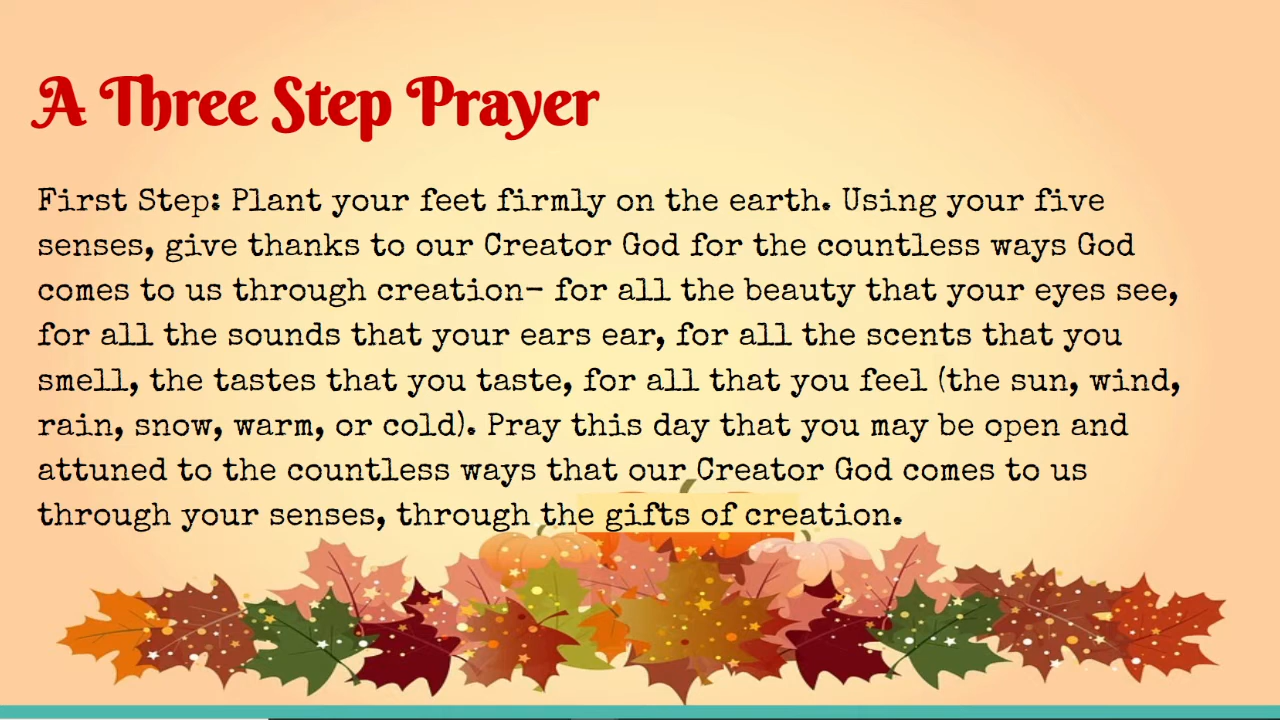 A Three Step Prayer
First Step: Plant your feet firmly on the earth. Using your five
senses, give thanks to our Creator God for the countless ways God
comes to us through creation- for all the beauty that your eyes see,
for all the sounds that your ears ear, for all the scents that you
smell, the tastes that you taste, for all that you feel (the sun, wind,
rain, snow, warm, or cold). Pray this day that you may be open and
attuned to the countless ways that our Creator God comes to us
through your senses, through the gifts of creation.